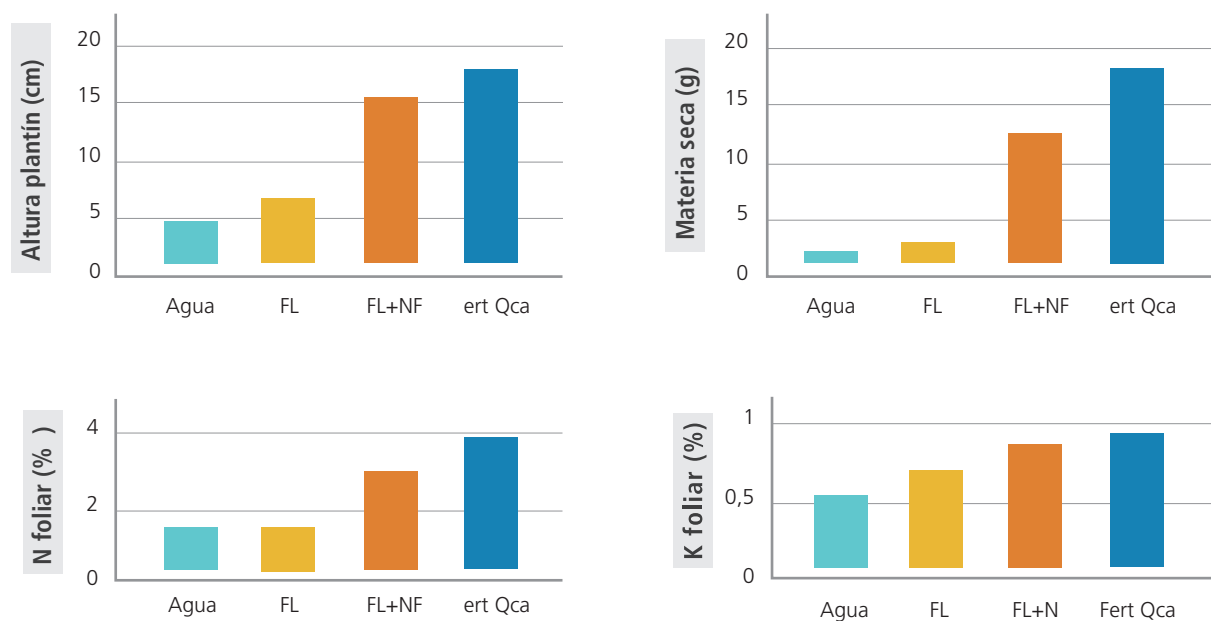 Altura plantín (cm)
20
15
10
5
0
Agua FL FL+NF ert Qca
Materia seca (g)
20
15
10
5
0
Agua FL FL+NF ert Qca
N foliar (% )
4
2
0
Agua FL FL+NF ert Qca
K foliar (%)
1
0,5
0
Agua FL FL+N Fert Qca